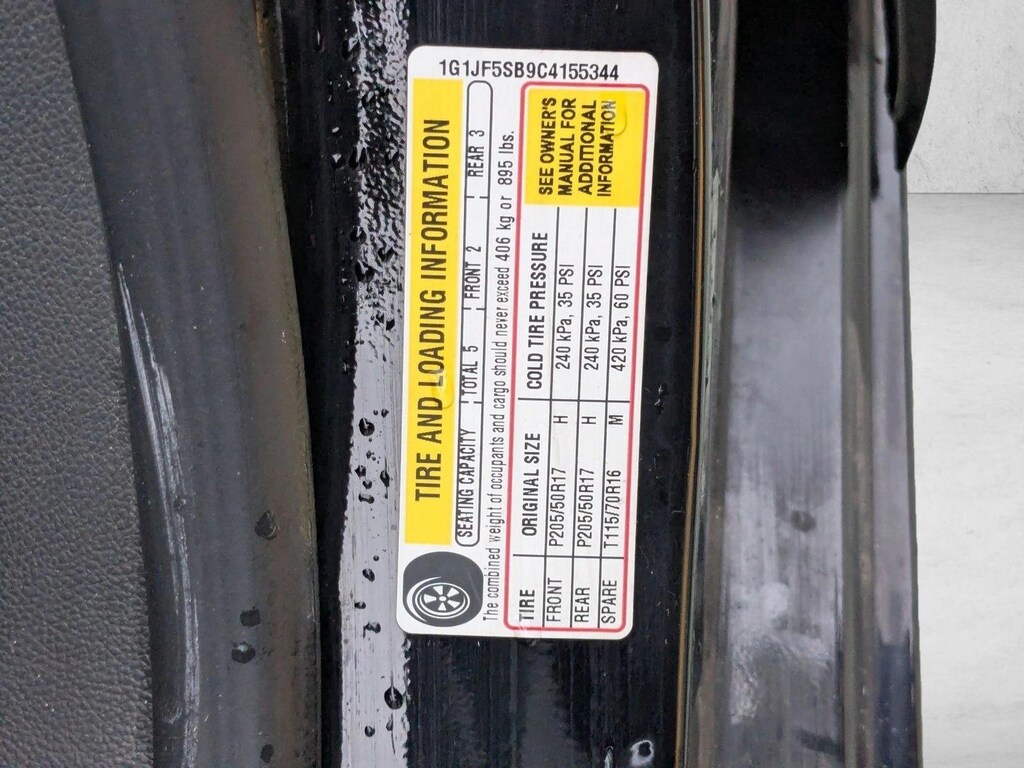 1G1JF5SB9C4155344
TIRE AND LOADING INFORMATION
SEATING CAPACITY TOTAL 5 FRONT 2 REAR 3
The combined weight of occupants and cargo should never exceed 406 kg or 895 lbs.
TIRE ORIGINAL SIZE COLD TIRE PRESSURE
FRONT P205/50R17 H 240 kPa, 35 PSI
REAR P205/50R17 H 240 kPa, 35 PSI
SPARE T115/70R16 M 420 kPa, 60 PSI
SEE OWNER'S
MANUAL FOR
ADDITIONAL
INFORMATION